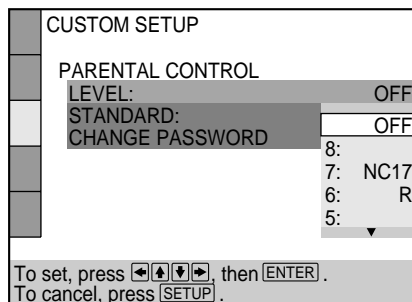 CUSTOM SETUP
PARENTAL CONTROL
LEVEL: OFF
STANDARD:
CHANGE PASSWORD
OFF
8:
7: NC17
6: R
5:
To set, press ←↑↓→, then ENTER.
To cancel, press SETUP.